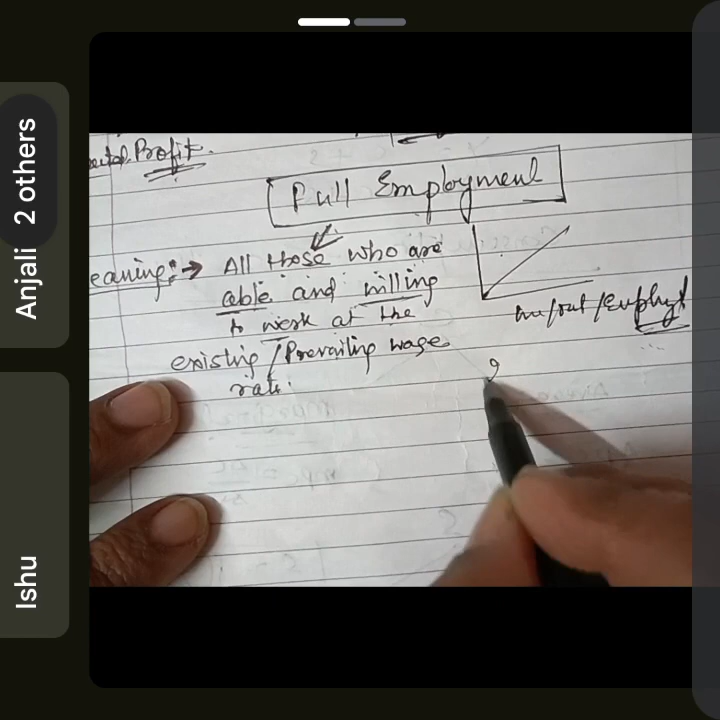 Profit.
Full Employment
eaning:→ All those who are
able and willing
to work at the
existing / Prevailing wage
rate.
Anjali 2 others
Ishu